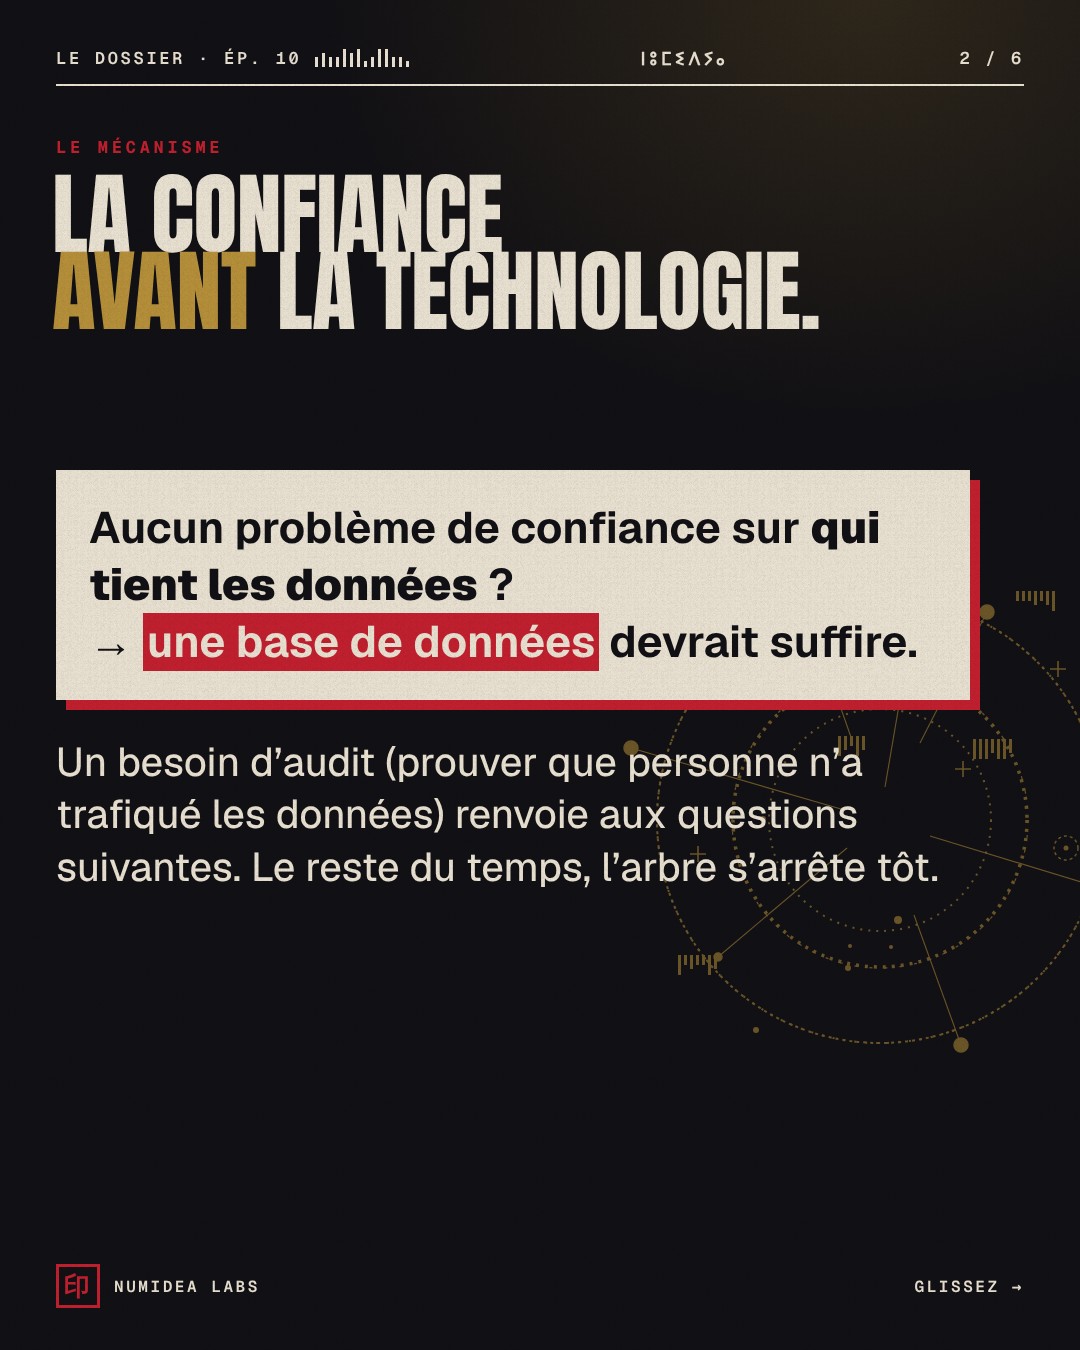 LE DOSSIER · ÉP. 10
ⵏⵓⵎⵉⴷⵢⴰ
2 / 6
LE MÉCANISME
LA CONFIANCE
AVANT LA TECHNOLOGIE.
Aucun problème de confiance sur qui
tient les données ?
→ une base de données devrait suffire.
Un besoin d’audit (prouver que personne n’a
trafiqué les données) renvoie aux questions
suivantes. Le reste du temps, l’arbre s’arrête tôt.
印 NUMIDEA LABS
GLISSEZ →